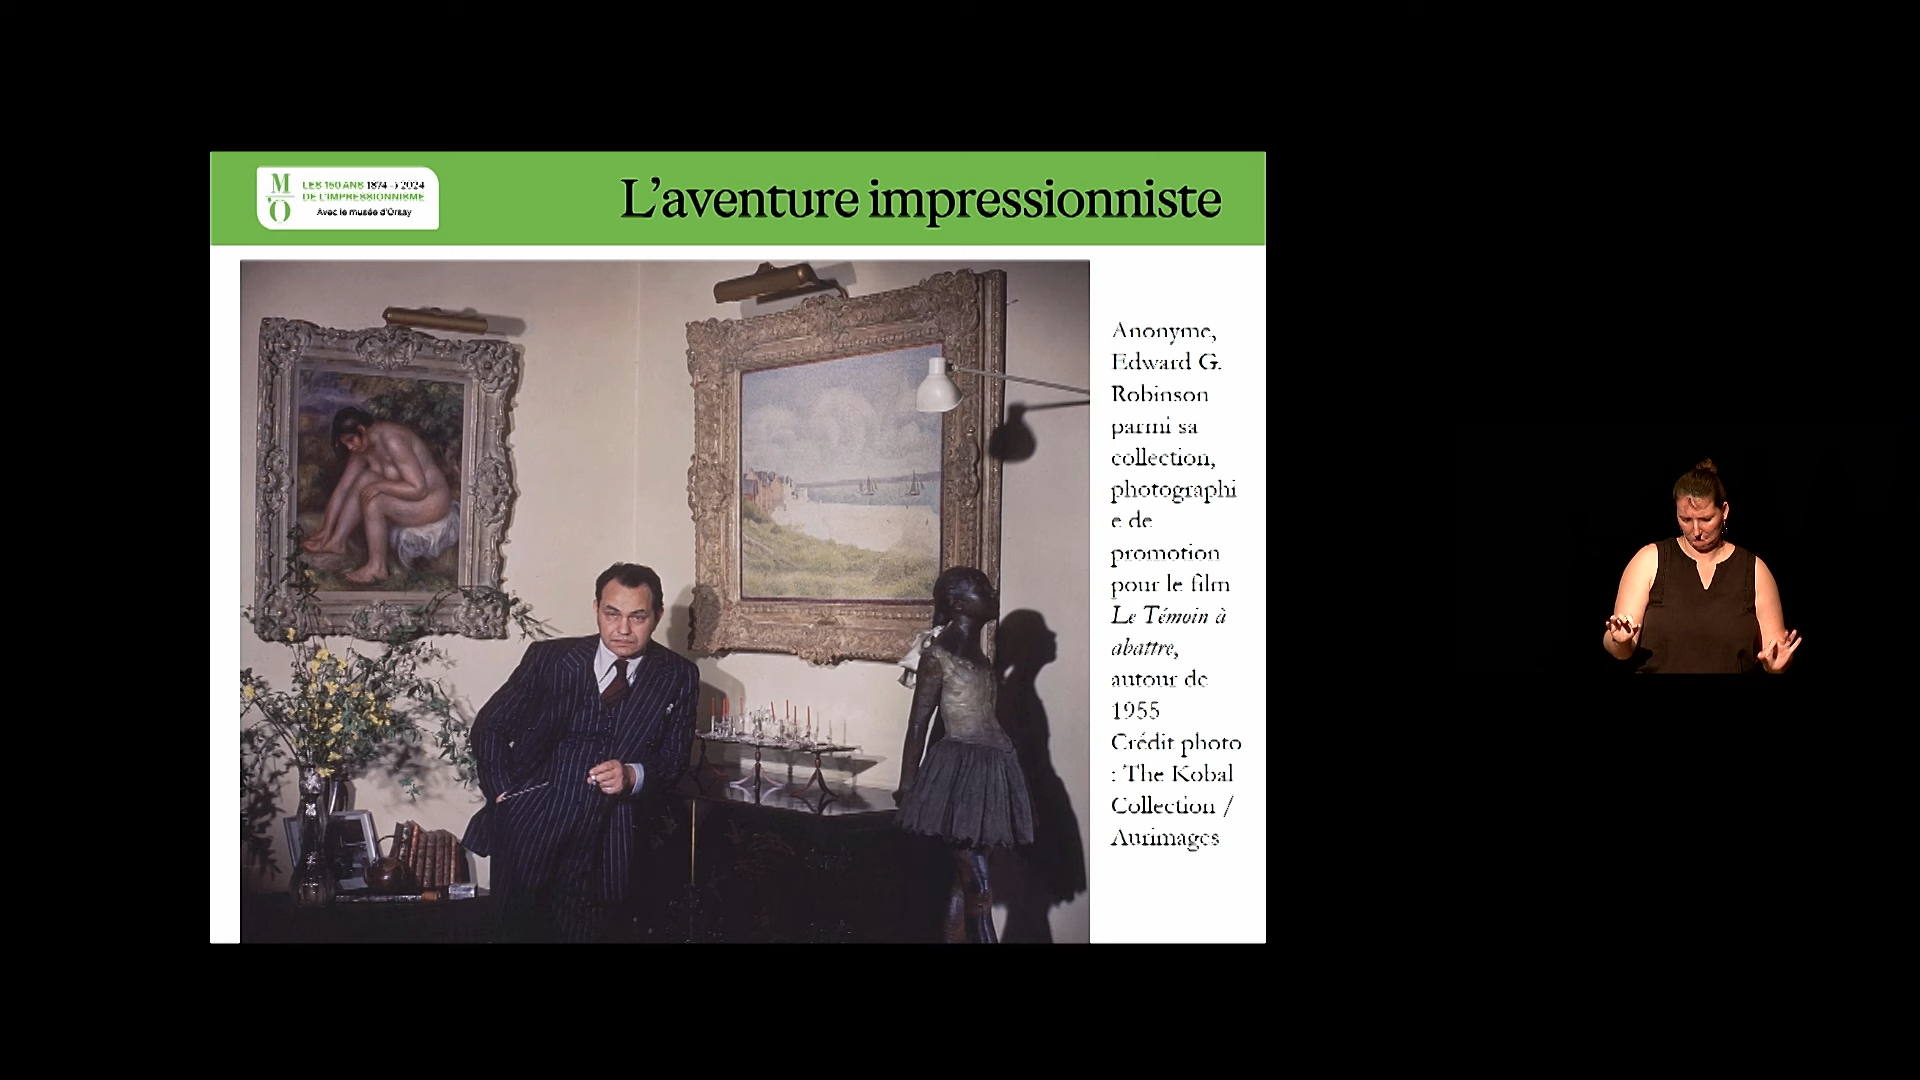 M
'O
LES 150 ANS 1874 → 2024
DE L'IMPRESSIONNISME
Avec le musée d'Orsay
L'aventure impressionniste
Anonyme,
Edward G.
Robinson
parmi sa
collection,
photographi
e de
promotion
pour le film
Le Témoin à
abattre,
autour de
1955
Crédit photo
: The Kobal
Collection /
Aurimages